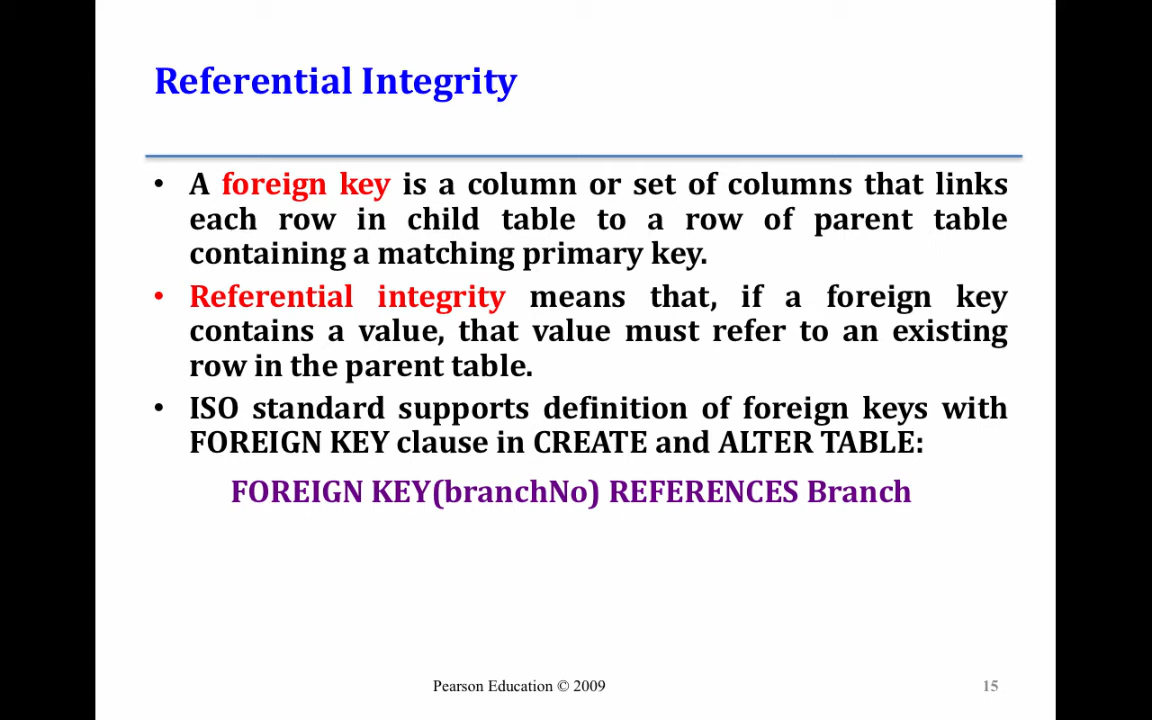 Referential Integrity
• A foreign key is a column or set of columns that links
each row in child table to a row of parent table
containing a matching primary key.
• Referential integrity means that, if a foreign key
contains a value, that value must refer to an existing
row in the parent table.
• ISO standard supports definition of foreign keys with
FOREIGN KEY clause in CREATE and ALTER TABLE:
FOREIGN KEY(branchNo) REFERENCES Branch
Pearson Education © 2009
15